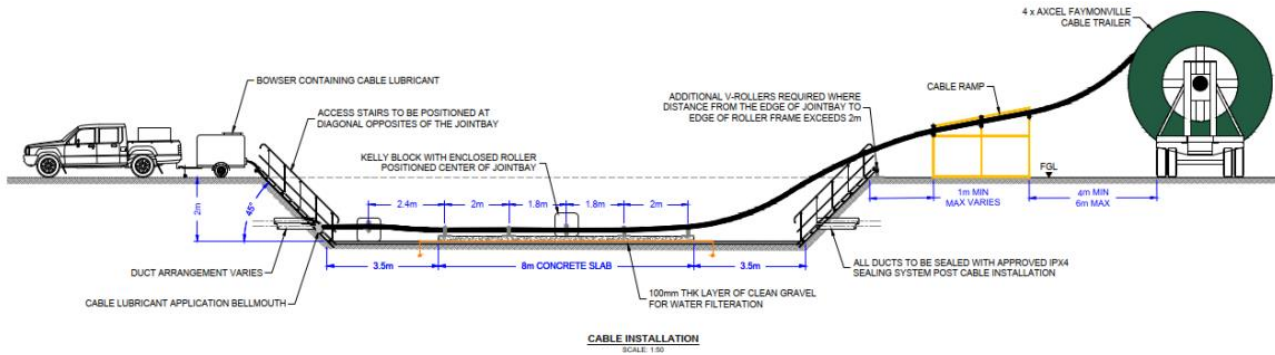 4 x AXCEL FAYMONVILLE
CABLE TRAILER
BOWSER CONTAINING CABLE LUBRICANT
ACCESS STAIRS TO BE POSITIONED AT
DIAGONAL OPPOSITES OF THE JOINTBAY
ADDITIONAL V-ROLLERS REQUIRED WHERE
DISTANCE FROM THE EDGE OF JOINTBAY TO
EDGE OF ROLLER FRAME EXCEEDS 2m
CABLE RAMP
KELLY BLOCK WITH ENCLOSED ROLLER
POSITIONED CENTER OF JOINTBAY
FGL
2m
45°
2.4m
2m
1.8m
1.8m
2m
1m MIN
MAX VARIES
4m MIN
6m MAX
DUCT ARRANGEMENT VARIES
3.5m
8m CONCRETE SLAB
3.5m
ALL DUCTS TO BE SEALED WITH APPROVED IPX4
SEALING SYSTEM POST CABLE INSTALLATION
CABLE LUBRICANT APPLICATION BELLMOUTH
100mm THK LAYER OF CLEAN GRAVEL
FOR WATER FILTERATION
CABLE INSTALLATION
SCALE: 1:50